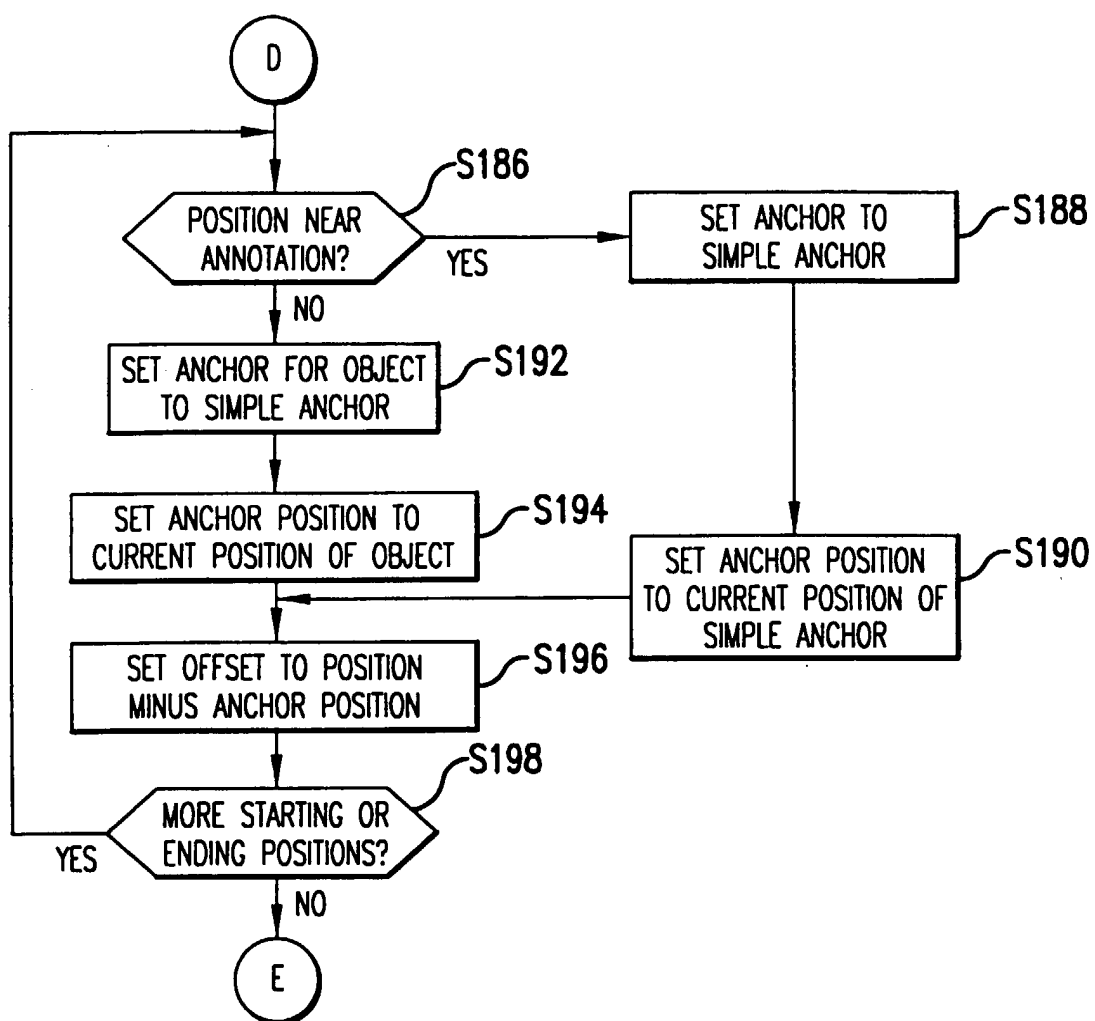 D
S186
POSITION NEAR
ANNOTATION?
YES
NO
SET ANCHOR TO
SIMPLE ANCHOR
S188
SET ANCHOR FOR OBJECT
TO SIMPLE ANCHOR
S192
SET ANCHOR POSITION TO
CURRENT POSITION OF OBJECT
S194
SET ANCHOR POSITION
TO CURRENT POSITION OF
SIMPLE ANCHOR
S190
SET OFFSET TO POSITION
MINUS ANCHOR POSITION
S196
S198
MORE STARTING OR
ENDING POSITIONS?
YES
NO
E